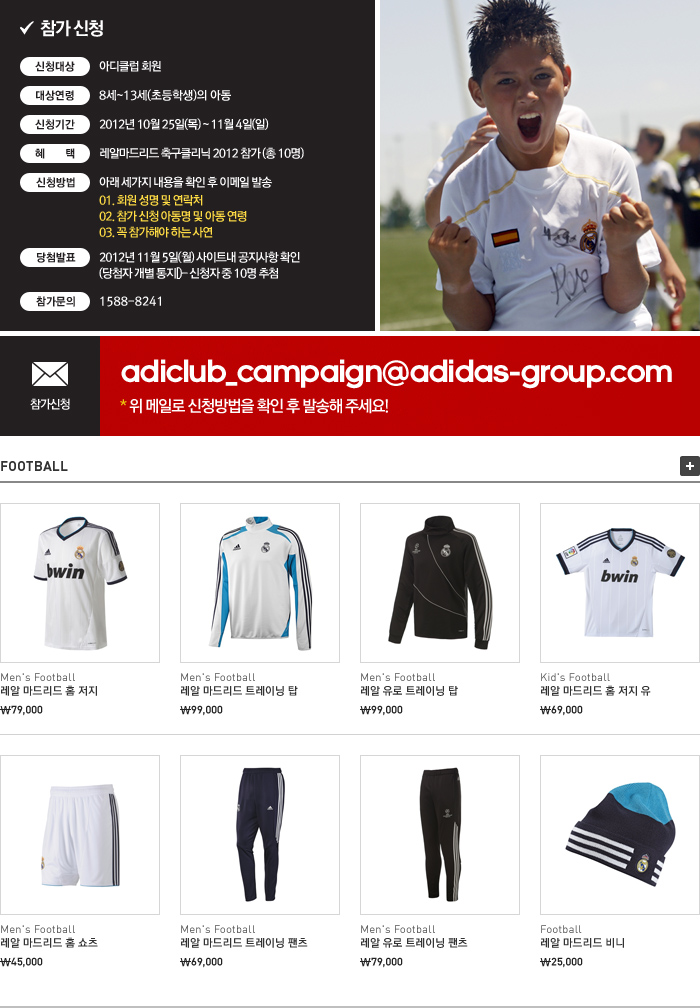 참가 신청
신청대상 아디클럽 회원
대상연령 8세~13세(초등학생)의 아동
신청기간 2012년 10월 25일(목) ~ 11월 4일(일)
혜 택 레알마드리드 축구클리닉 2012 참가 (총 10명)
신청방법 아래 세가지 내용을 확인 후 이메일 발송
01. 회원 성명 및 연락처
02. 참가 신청 아동명 및 아동 연령
03. 꼭 참가해야 하는 사연
당첨발표 2012년 11월 5일(월) 사이트내 공지사항 확인
(당첨자 개별 통지)- 신청자 중 10명 추첨
참가문의 1588-8241
adiclub_campaign@adidas-group.com
참가신청
* 위 메일로 신청방법을 확인 후 발송해 주세요!
FOOTBALL
bwin
bwin
Men's Football
레알 마드리드 홈 저지
₩79,000
Men's Football
레알 마드리드 트레이닝 탑
₩99,000
Men's Football
레알 유로 트레이닝 탑
₩99,000
Kid's Football
레알 마드리드 홈 저지 유
₩69,000
Men's Football
레알 마드리드 홈 쇼츠
₩45,000
Men's Football
레알 마드리드 트레이닝 팬츠
₩69,000
Men's Football
레알 유로 트레이닝 팬츠
₩79,000
Football
레알 마드리드 비니
₩25,000